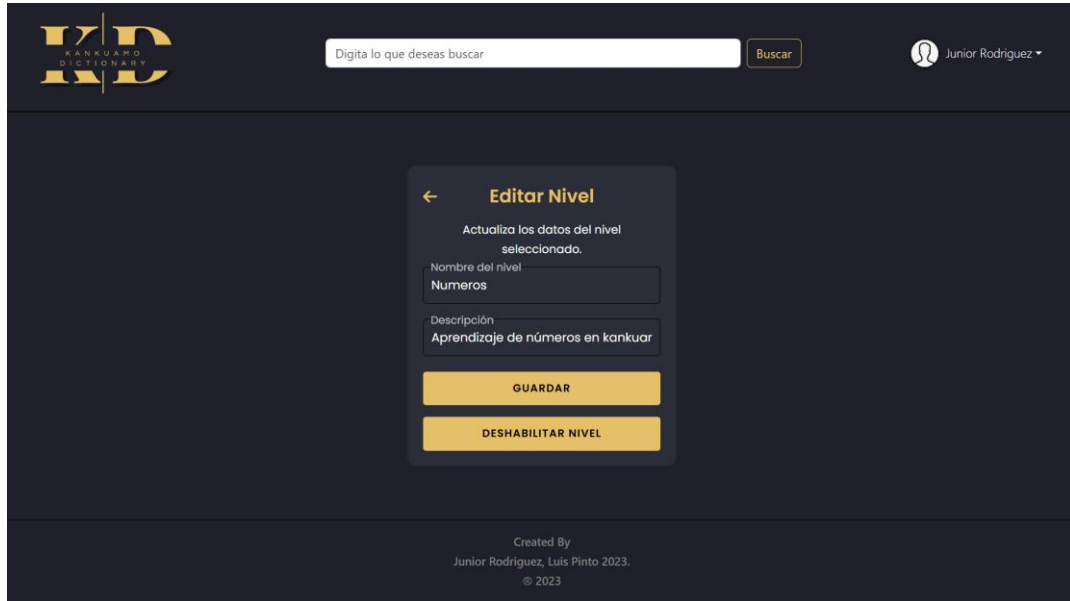 KD
KANKUAMO
DICTIONARY
Digita lo que deseas buscar
Buscar
Junior Rodriguez
Editar Nivel
Actualiza los datos del nivel
seleccionado.
Nombre del nivel
Numeros
Descripción
Aprendizaje de números en kankuar
GUARDAR
DESHABILITAR NIVEL
Created By
Junior Rodriguez, Luis Pinto 2023.
® 2023